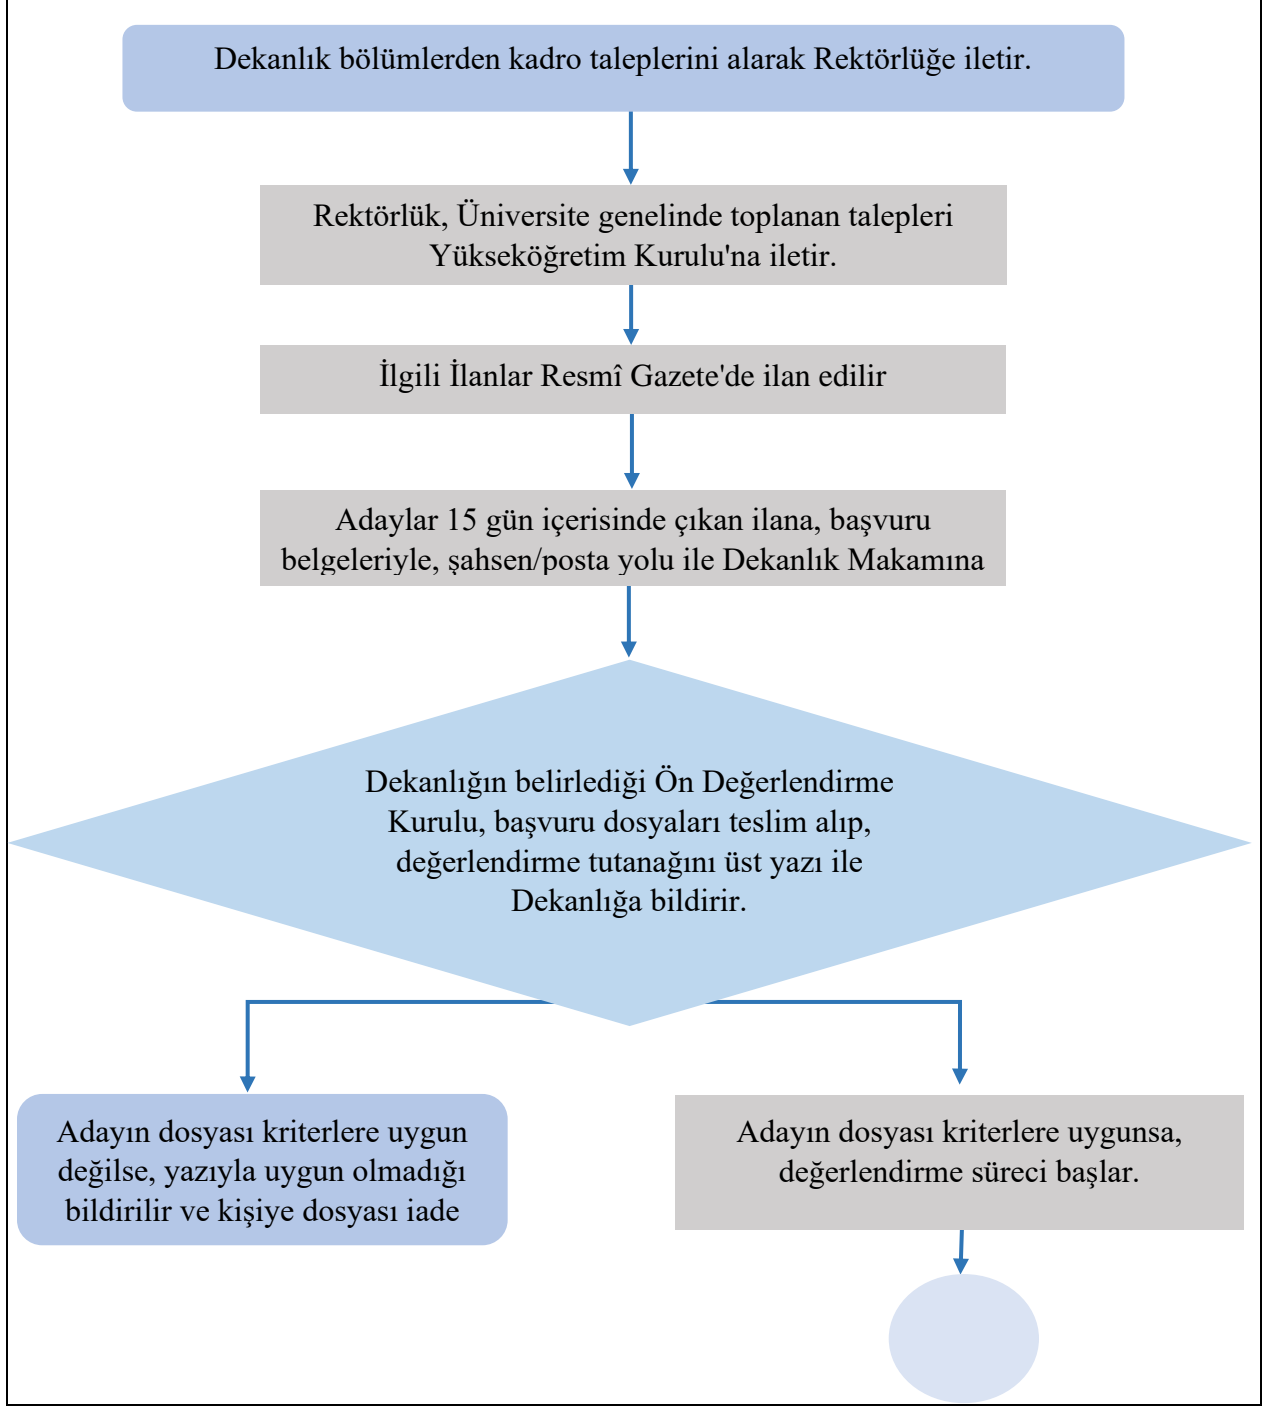 Dekanlık bölümlerden kadro taleplerini alarak Rektörlüğe iletir.
Rektörlük, Üniversite genelinde toplanan talepleri
Yükseköğretim Kurulu'na iletir.
İlgili İlanlar Resmî Gazete'de ilan edilir
Adaylar 15 gün içerisinde çıkan ilana, başvuru
belgeleriyle, şahsen/posta yolu ile Dekanlık Makamına
Dekanlığın belirlediği Ön Değerlendirme
Kurulu, başvuru dosyaları teslim alıp,
değerlendirme tutanağını üst yazı ile
Dekanlığa bildirir.
Adayın dosyası kriterlere uygun
değilse, yazıyla uygun olmadığı
bildirilir ve kişiye dosyası iade
Adayın dosyası kriterlere uygunsa,
değerlendirme süreci başlar.